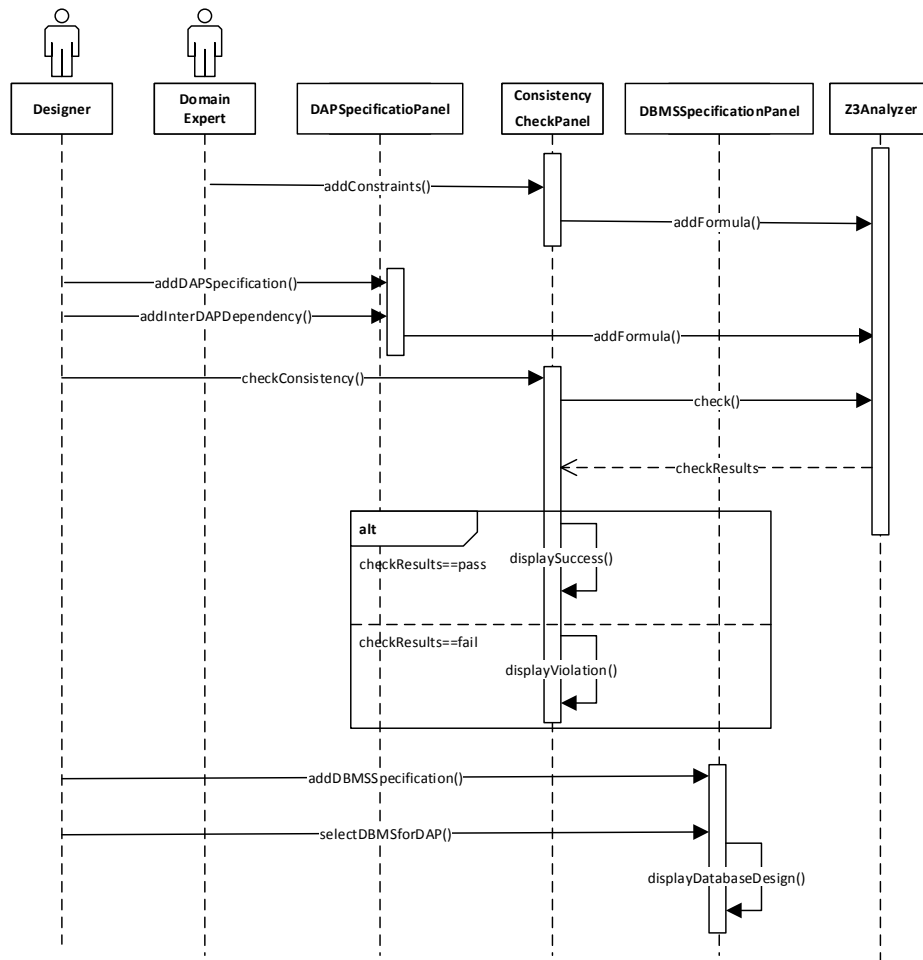 Designer
Domain
Expert
DAPSpecificatioPanel
Consistency
CheckPanel
DBMSSpecificationPanel
Z3Analyzer
addConstraints()
addFormula()
addDAPSpecification()
addInterDAPDependency()
addFormula()
checkConsistency()
check()
checkResults
alt
checkResults==pass
displaySuccess()
checkResults==fail
displayViolation()
addDBMSSpecification()
selectDBMSforDAP()
displayDatabaseDesign()